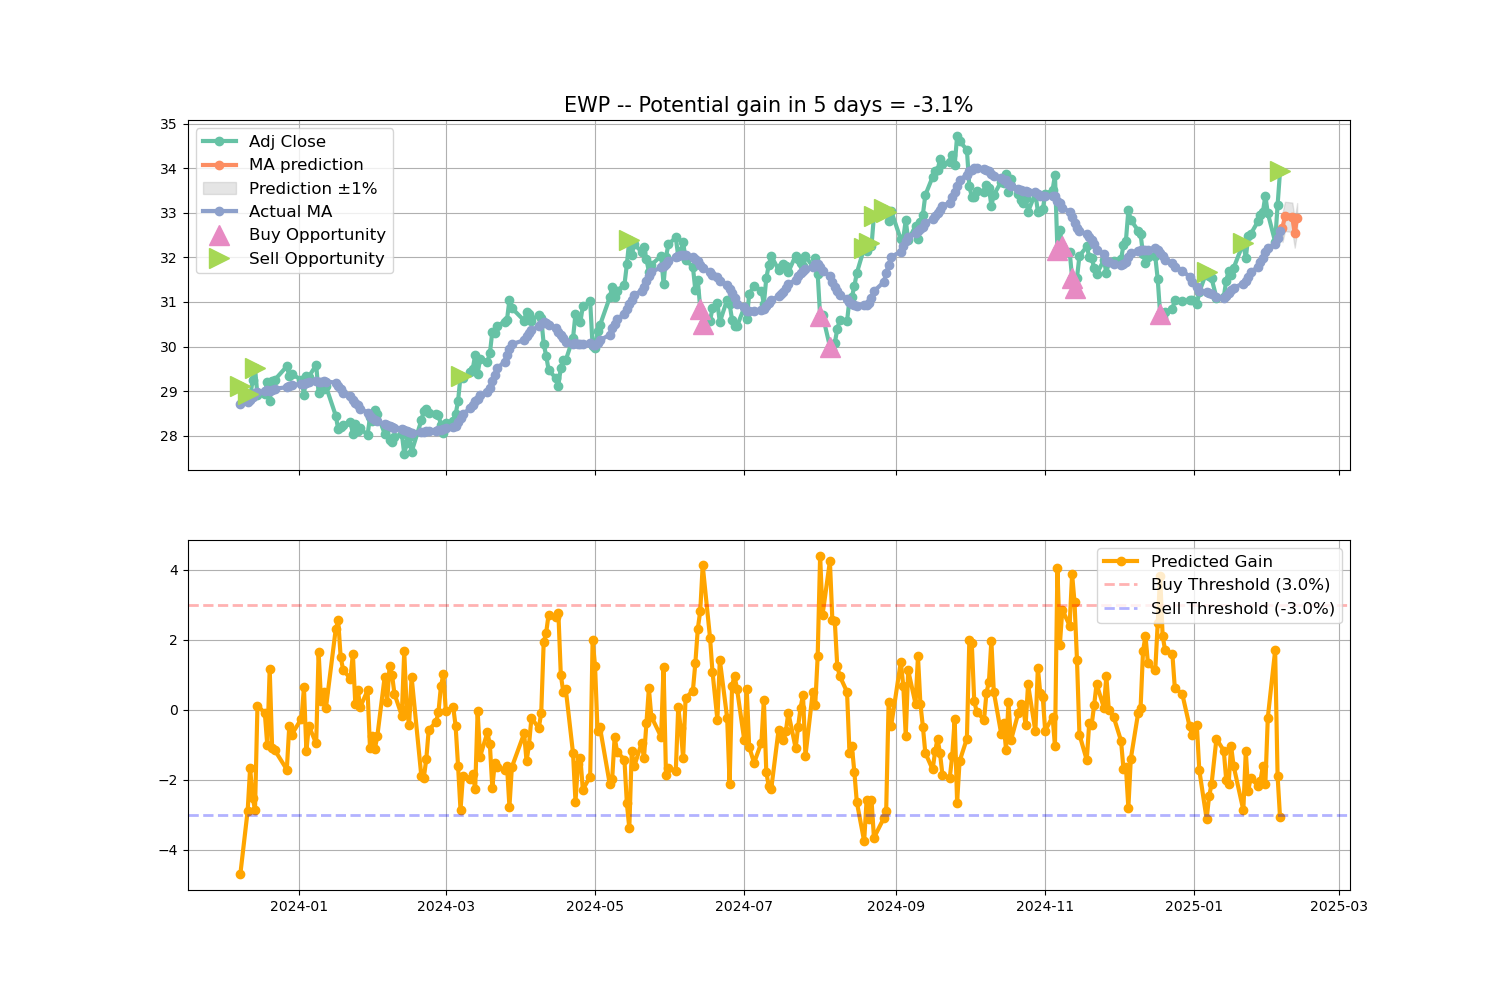 EWP -- Potential gain in 5 days = -3.1%
35
34
33
32
31
30
29
28
Adj Close
MA prediction
Prediction ±1%
Actual MA
Buy Opportunity
Sell Opportunity
4
2
0
−2
−4
Predicted Gain
Buy Threshold (3.0%)
Sell Threshold (-3.0%)
2024-01
2024-03
2024-05
2024-07
2024-09
2024-11
2025-01
2025-03